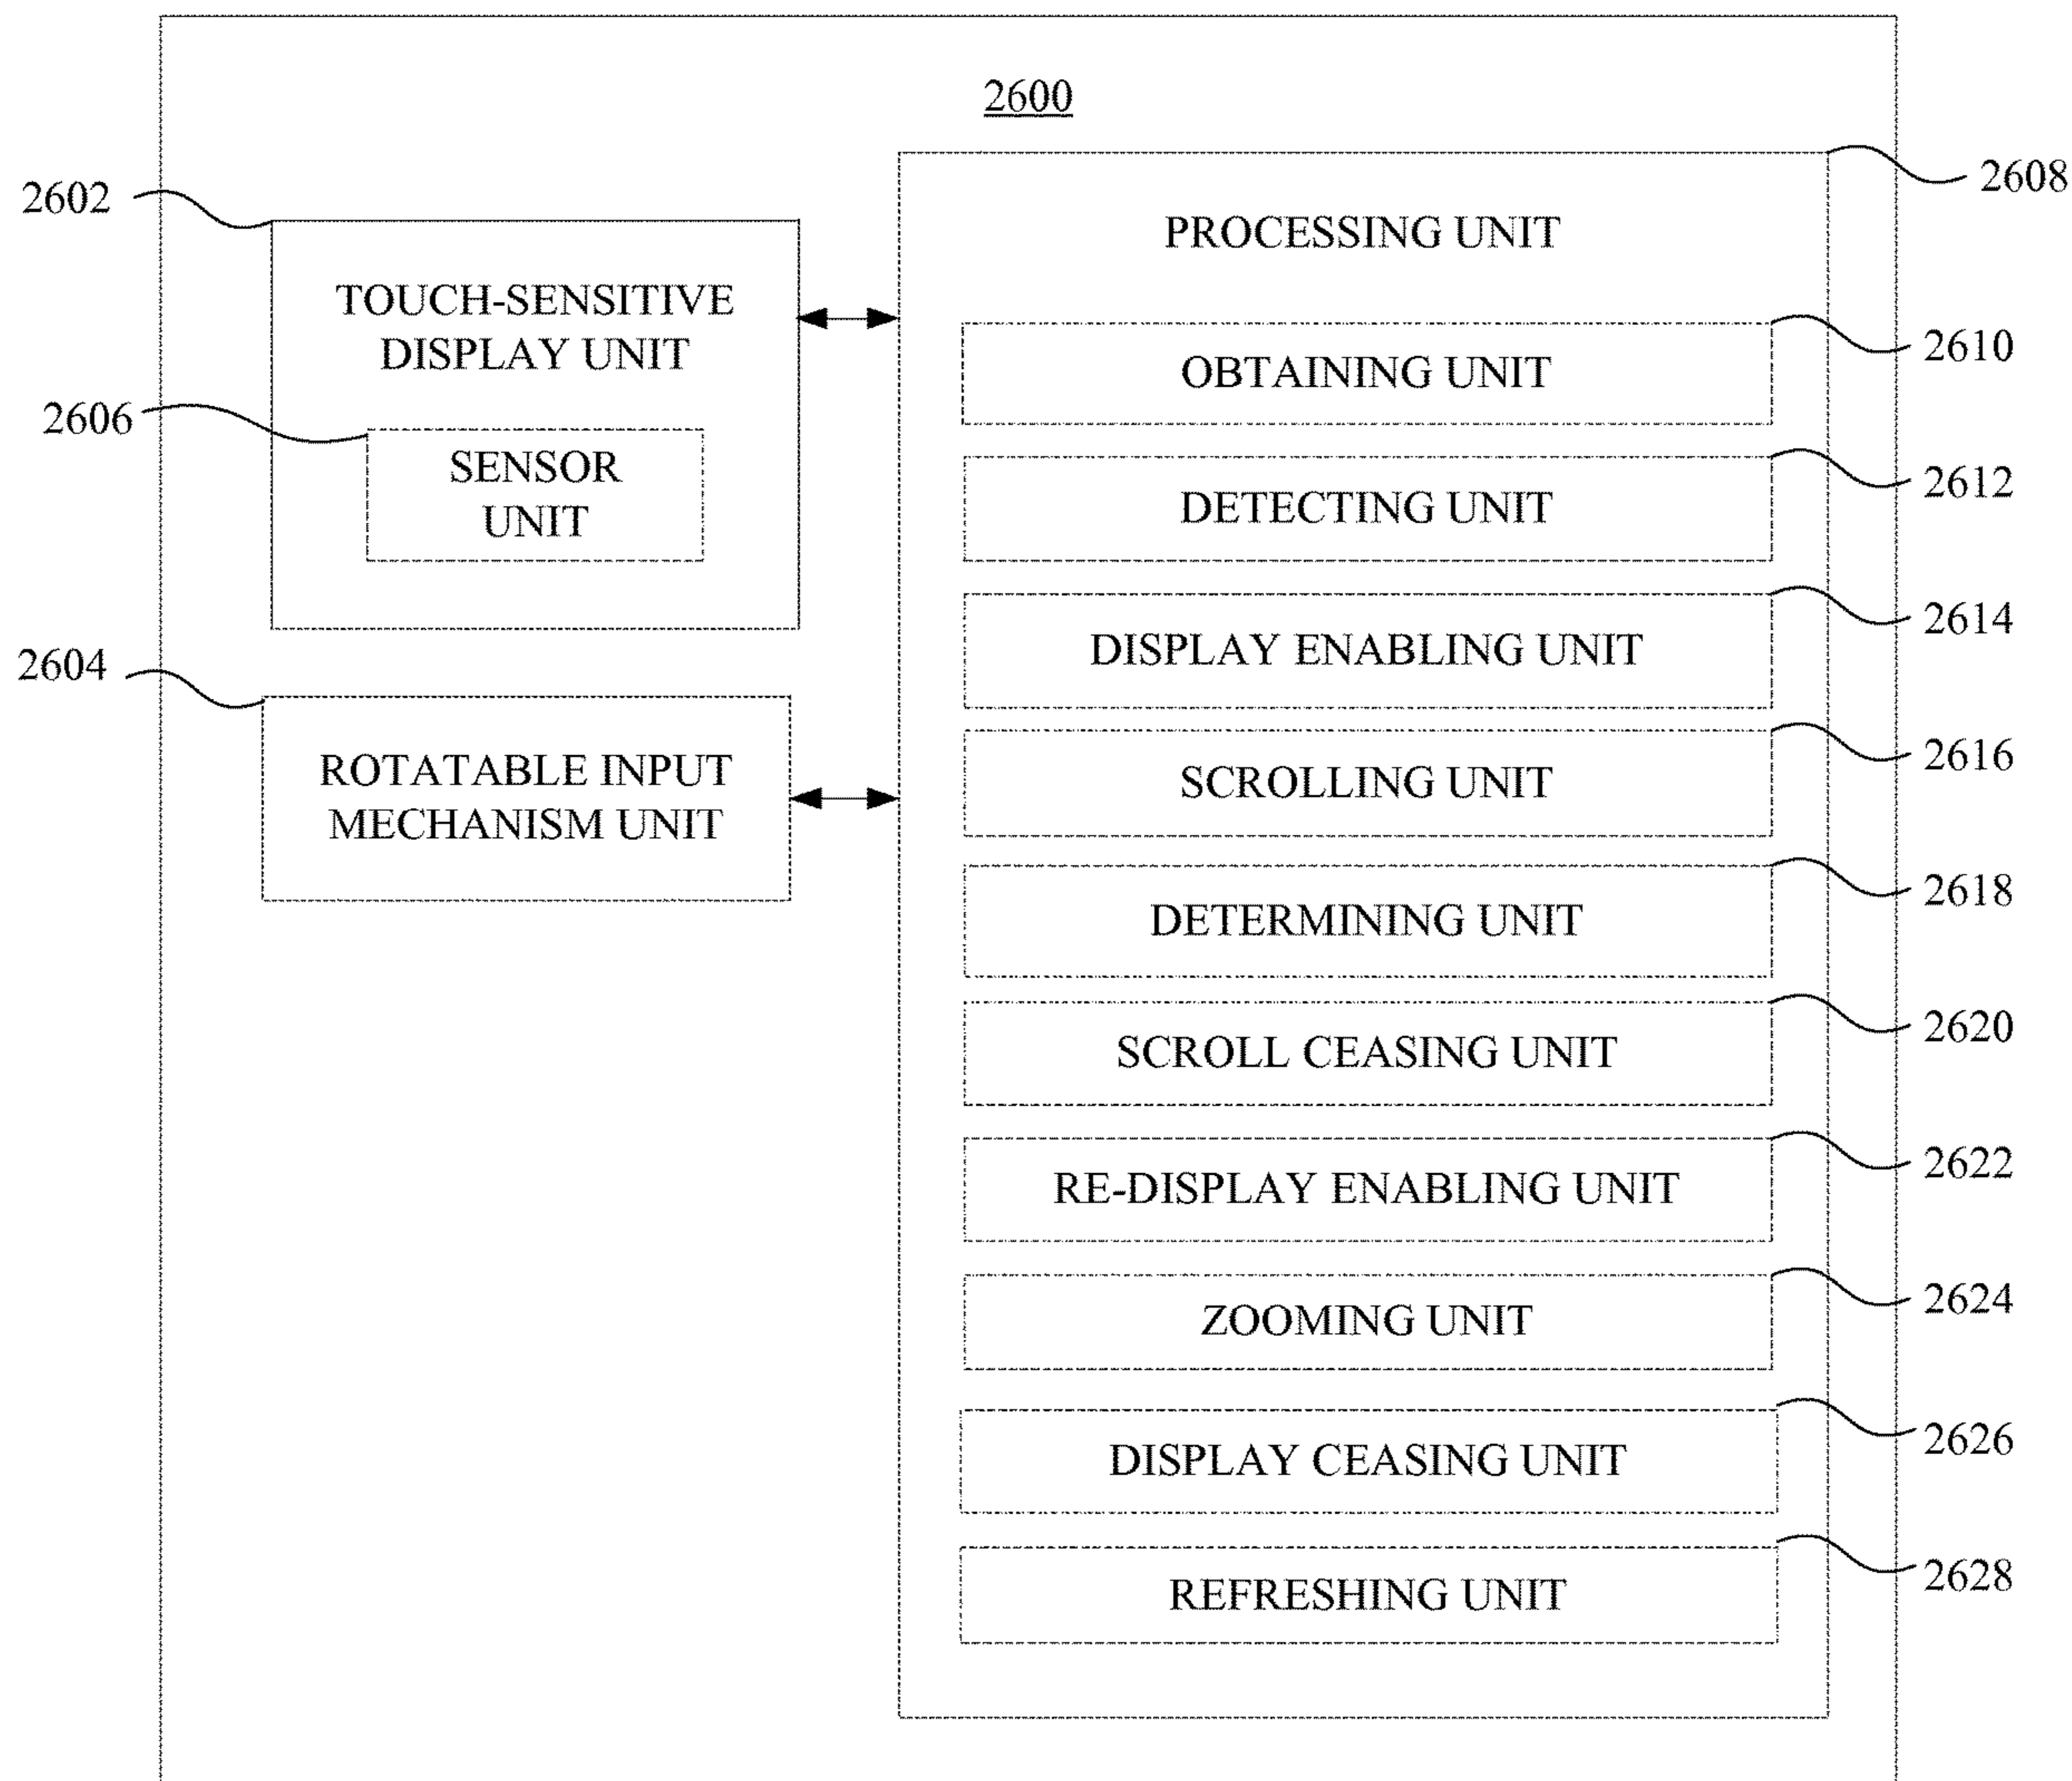 2600
2602
TOUCH-SENSITIVE
DISPLAY UNIT
2606
SENSOR
UNIT
2604
ROTATABLE INPUT
MECHANISM UNIT
2608
PROCESSING UNIT
OBTAINING UNIT
2610
DETECTING UNIT
2612
DISPLAY ENABLING UNIT
2614
SCROLLING UNIT
2616
DETERMINING UNIT
2618
SCROLL CEASING UNIT
2620
RE-DISPLAY ENABLING UNIT
2622
ZOOMING UNIT
2624
DISPLAY CEASING UNIT
2626
REFRESHING UNIT
2628